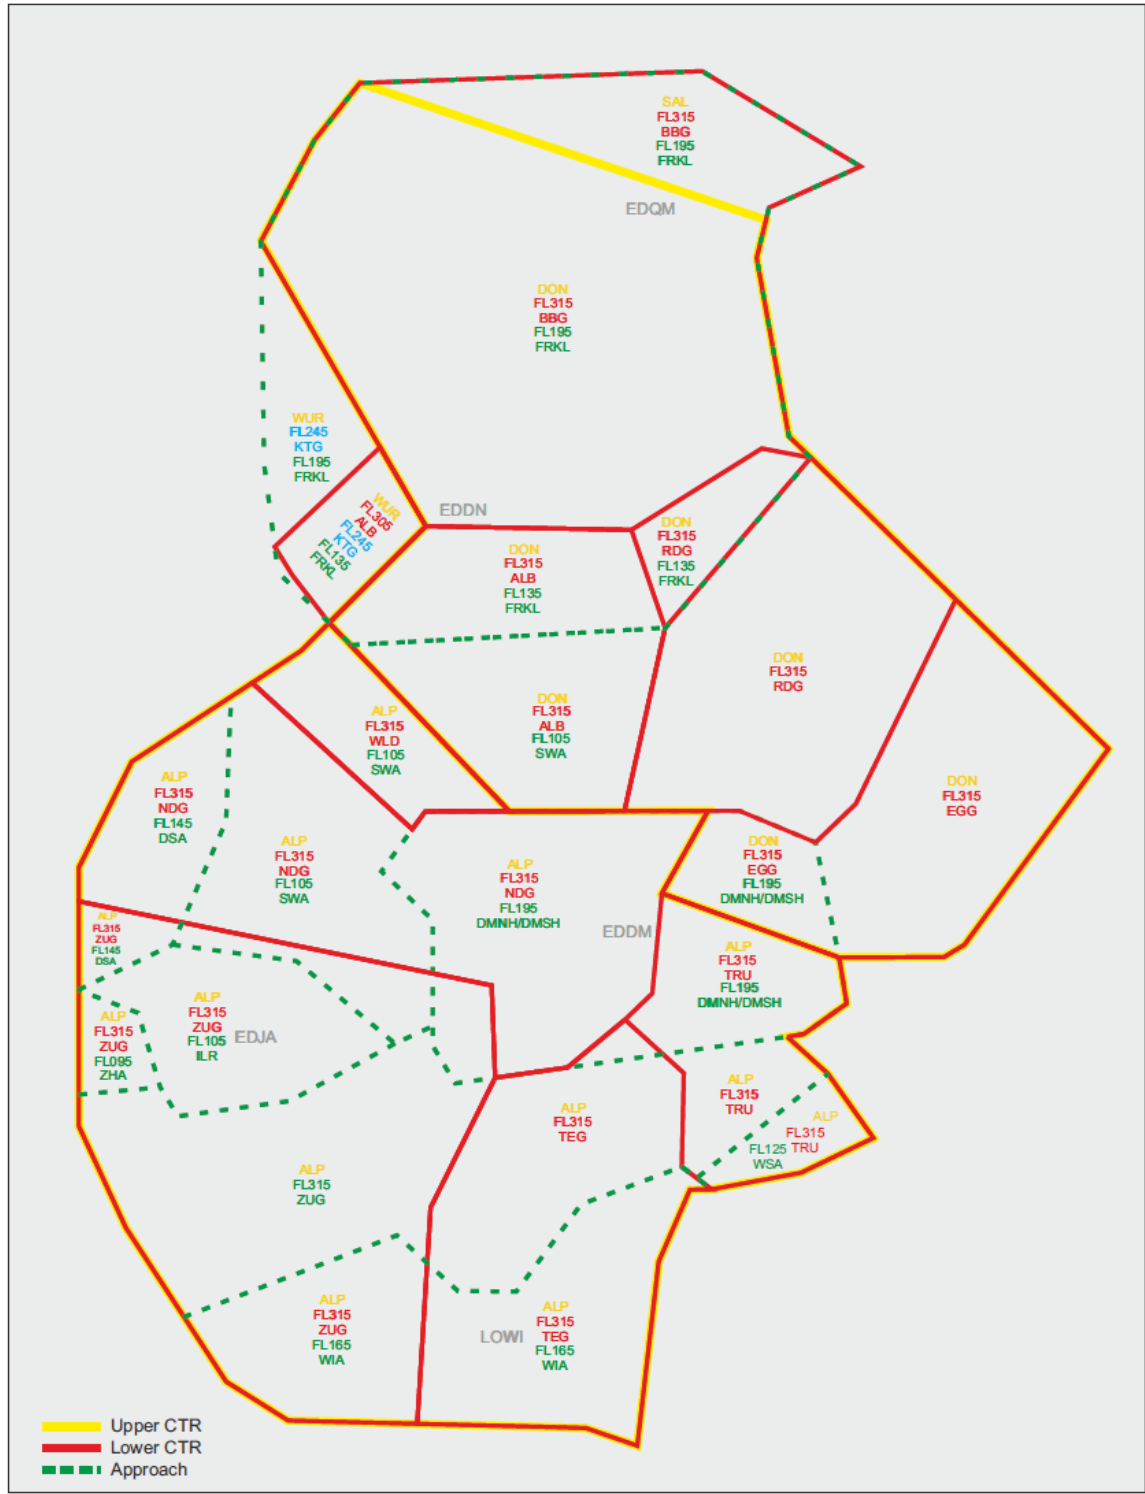 SAL
FL315
BBG
FL195
FRKL
EDQM
DON
FL315
BBG
FL195
FRKL
WUR
FL245
KTG
FL195
FRKL
WUR
FL305
ALB
FL245
KTG
FL135
FRKL
EDDN
DON
FL315
ALB
FL135
FRKL
DON
FL315
RDG
FL135
FRKL
DON
FL315
RDG
ALP
FL315
WLD
FL105
SWA
DON
FL315
ALB
FL105
SWA
ALP
FL315
NDG
FL145
DSA
DON
FL315
EGG
ALP
FL315
NDG
FL105
SWA
ALP
FL315
NDG
FL195
DMNH/DMSH
DON
FL315
EGG
FL195
DMNH/DMSH
EDDM
ALP
FL315
ZUG
FL145
DSA
ALP
FL315
TRU
FL195
DMNH/DMSH
ALP
FL315
ZUG
FL095
ZHA
ALP
FL315
ZUG
FL105
ILR
EDJA
ALP
FL315
TEG
ALP
FL315
TRU
ALP
FL315
TRU
FL125
WSA
ALP
FL315
ZUG
ALP
FL315
ZUG
FL165
WIA
LOWI
ALP
FL315
TEG
FL165
WIA
Upper CTR
Lower CTR
Approach